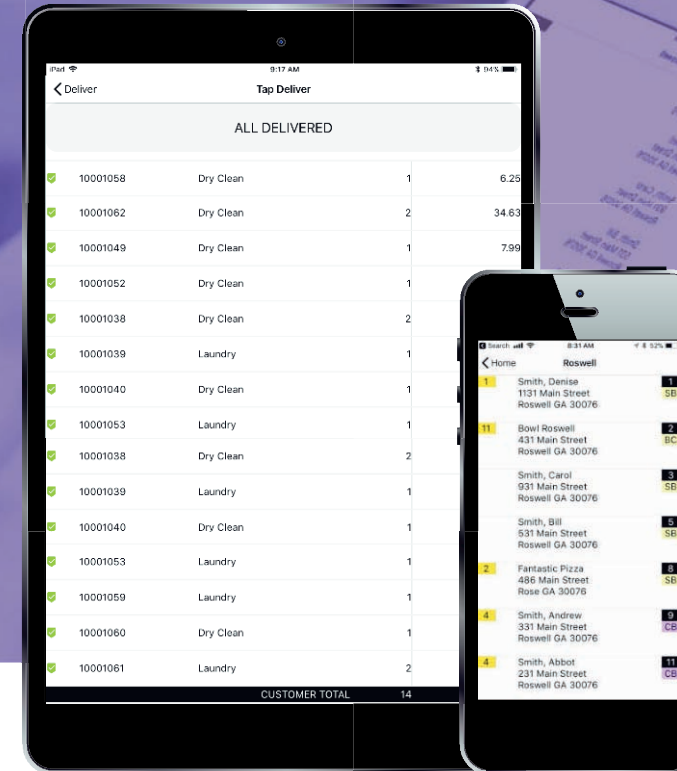 iPad 9:17 AM 94%
Deliver Tap Deliver
ALL DELIVERED
10001058 Dry Clean 1 6.25
10001062 Dry Clean 2 34.63
10001049 Dry Clean 1 7.99
10001052 Dry Clean 1
10001038 Dry Clean 2
10001039 Laundry 1
10001040 Dry Clean 1
10001053 Laundry 1
10001038 Dry Clean 2
10001039 Laundry 1
10001040 Dry Clean 1
10001053 Laundry 1
10001059 Laundry 1
10001060 Dry Clean 1
10001061 Laundry 2
CUSTOMER TOTAL 14
Search 8:31 AM 52%
Home Roswell
1 Smith, Denise 1
1131 Main Street SB
Roswell GA 30076
11 Bowl Roswell 2
431 Main Street BC
Roswell GA 30076
Smith, Carol 3
931 Main Street SB
Roswell GA 30076
Smith, Bill 5
531 Main Street SB
Roswell GA 30076
2 Fantastic Pizza 8
486 Main Street SB
Rose GA 30076
4 Smith, Andrew 9
331 Main Street CB
Roswell GA 30076
4 Smith, Abbot 11
231 Main Street CB
Roswell GA 30076